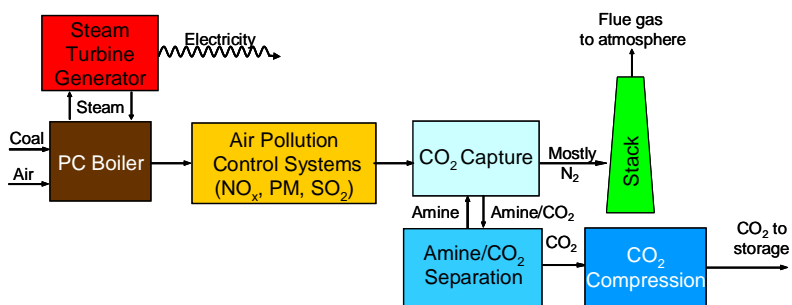 Steam
Turbine
Generator
Electricity
Flue gas
to atmosphere
Steam
Coal
Air
PC Boiler
Air Pollution
Control Systems
(NOx, PM, SO2)
CO2 Capture
Mostly
N2
Stack
Amine
Amine/CO2
Amine/CO2
Separation
CO2
CO2
Compression
CO2 to
storage